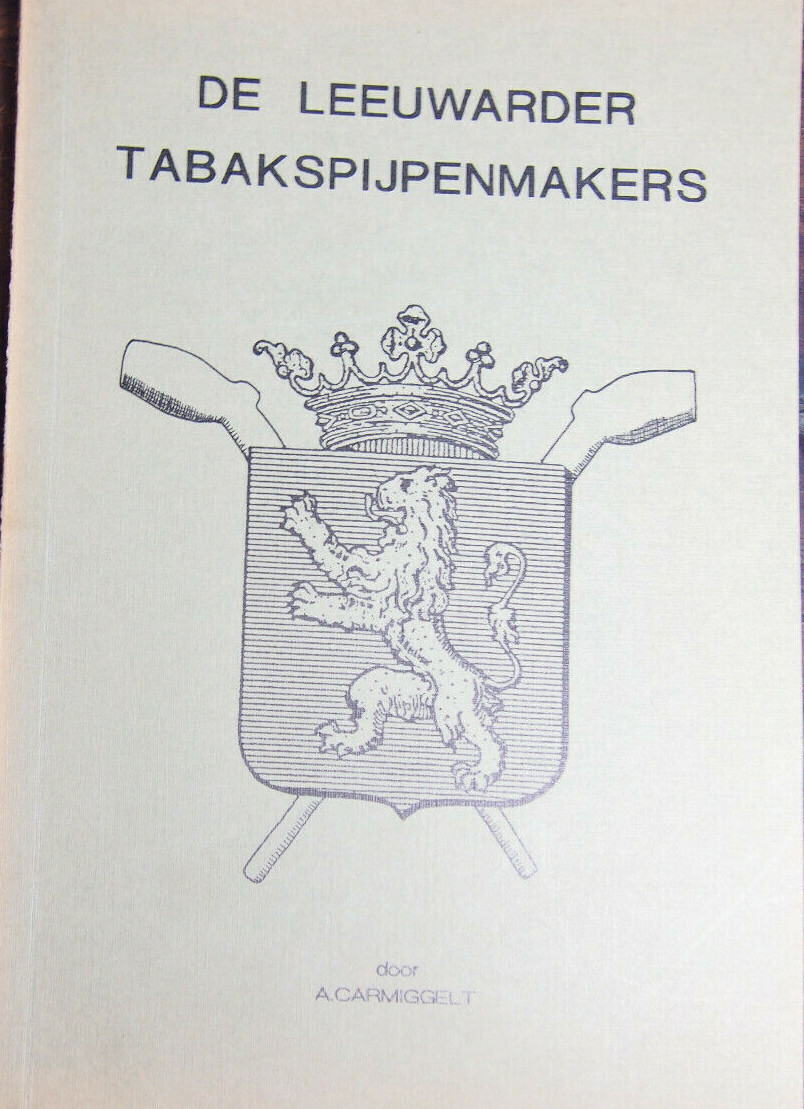 DE LEEUWARDER
TABAKSPIJPENMAKERS
door
A.CARMIGGELT